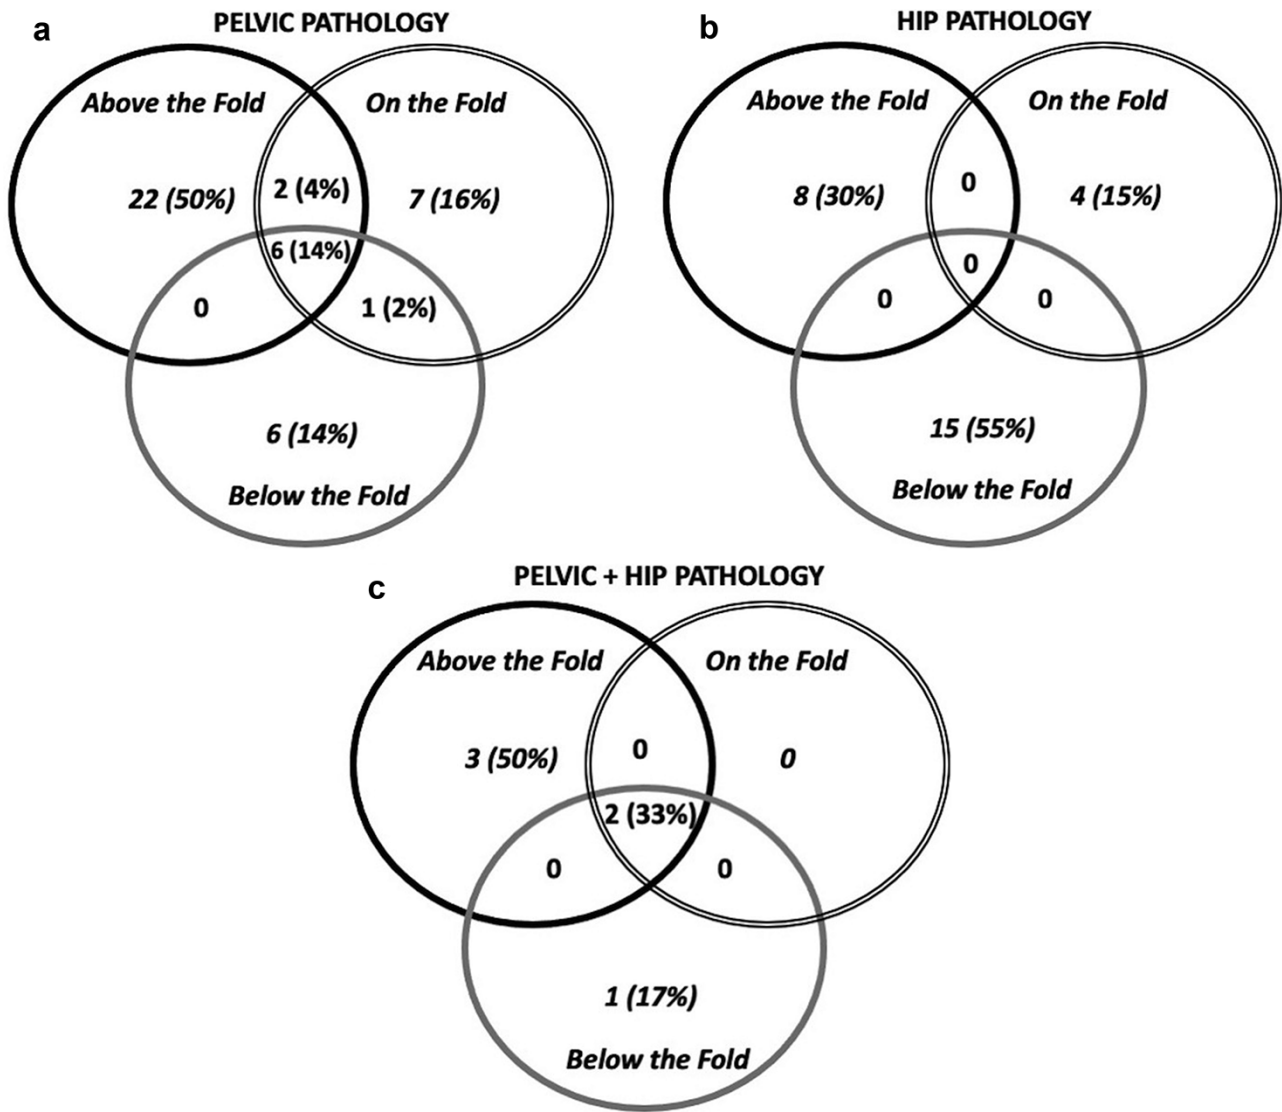 a
PELVIC PATHOLOGY
Above the Fold
On the Fold
22 (50%)
2 (4%)
7 (16%)
6 (14%)
0
1 (2%)
6 (14%)
Below the Fold
b
HIP PATHOLOGY
Above the Fold
On the Fold
8 (30%)
0
4 (15%)
0
0
0
15 (55%)
Below the Fold
c
PELVIC + HIP PATHOLOGY
Above the Fold
On the Fold
3 (50%)
0
0
2 (33%)
0
0
1 (17%)
Below the Fold